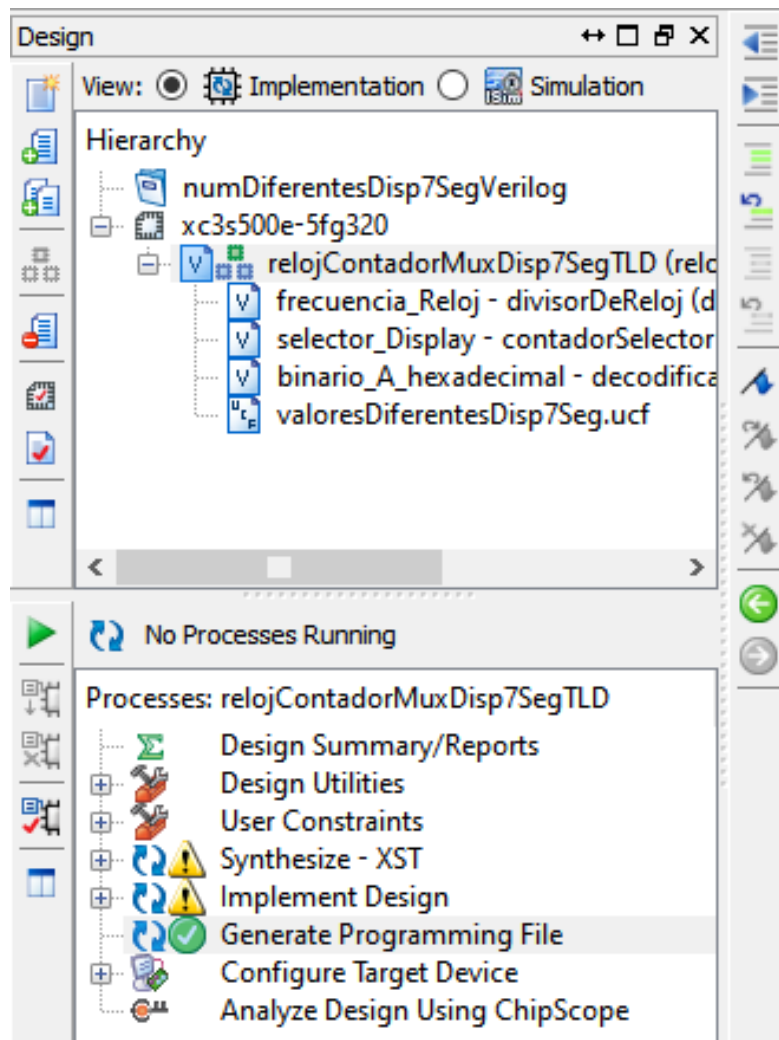 Design
View: Implementation Simulation
Hierarchy
numDiferentesDisp7SegVerilog
xc3s500e-5fg320
relojContadorMuxDisp7SegTLD (relo
frecuencia_Reloj - divisorDeReloj (d
selector_Display - contadorSelector
binario_A_hexadecimal - decodifica
valoresDiferentesDisp7Seg.ucf
No Processes Running
Processes: relojContadorMuxDisp7SegTLD
Design Summary/Reports
Design Utilities
User Constraints
Synthesize - XST
Implement Design
Generate Programming File
Configure Target Device
Analyze Design Using ChipScope